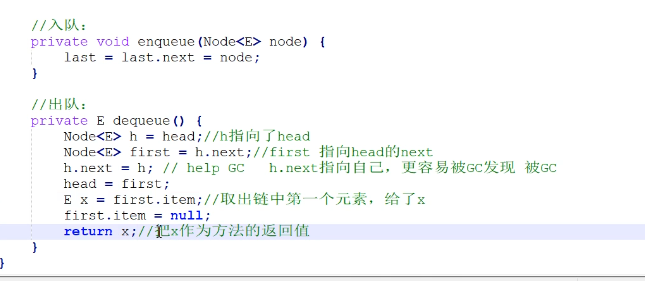 //入队：
private void enqueue(Node<E> node) {
last = last.next = node;
}
//出队：
private E dequeue() {
Node<E> h = head;//h指向了head
Node<E> first = h.next;//first 指向head的next
h.next = h; // help GC   h.next指向自己，更容易被GC发现 被GC
head = first;
E x = first.item;//取出链中第一个元素，给了x
first.item = null;
return x;//把x作为方法的返回值
}
}